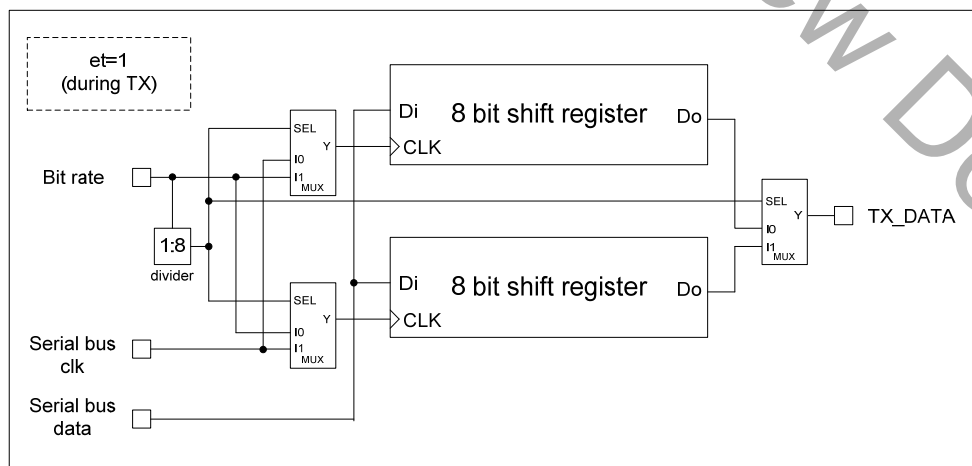 et=1
(during TX)
Bit rate
1:8
divider
Serial bus
clk
Serial bus
data
SEL
I0
I1
MUX
Y
SEL
I0
I1
MUX
Y
Di
8 bit shift register
Do
CLK
Di
8 bit shift register
Do
CLK
SEL
I0
I1
MUX
Y
TX_DATA